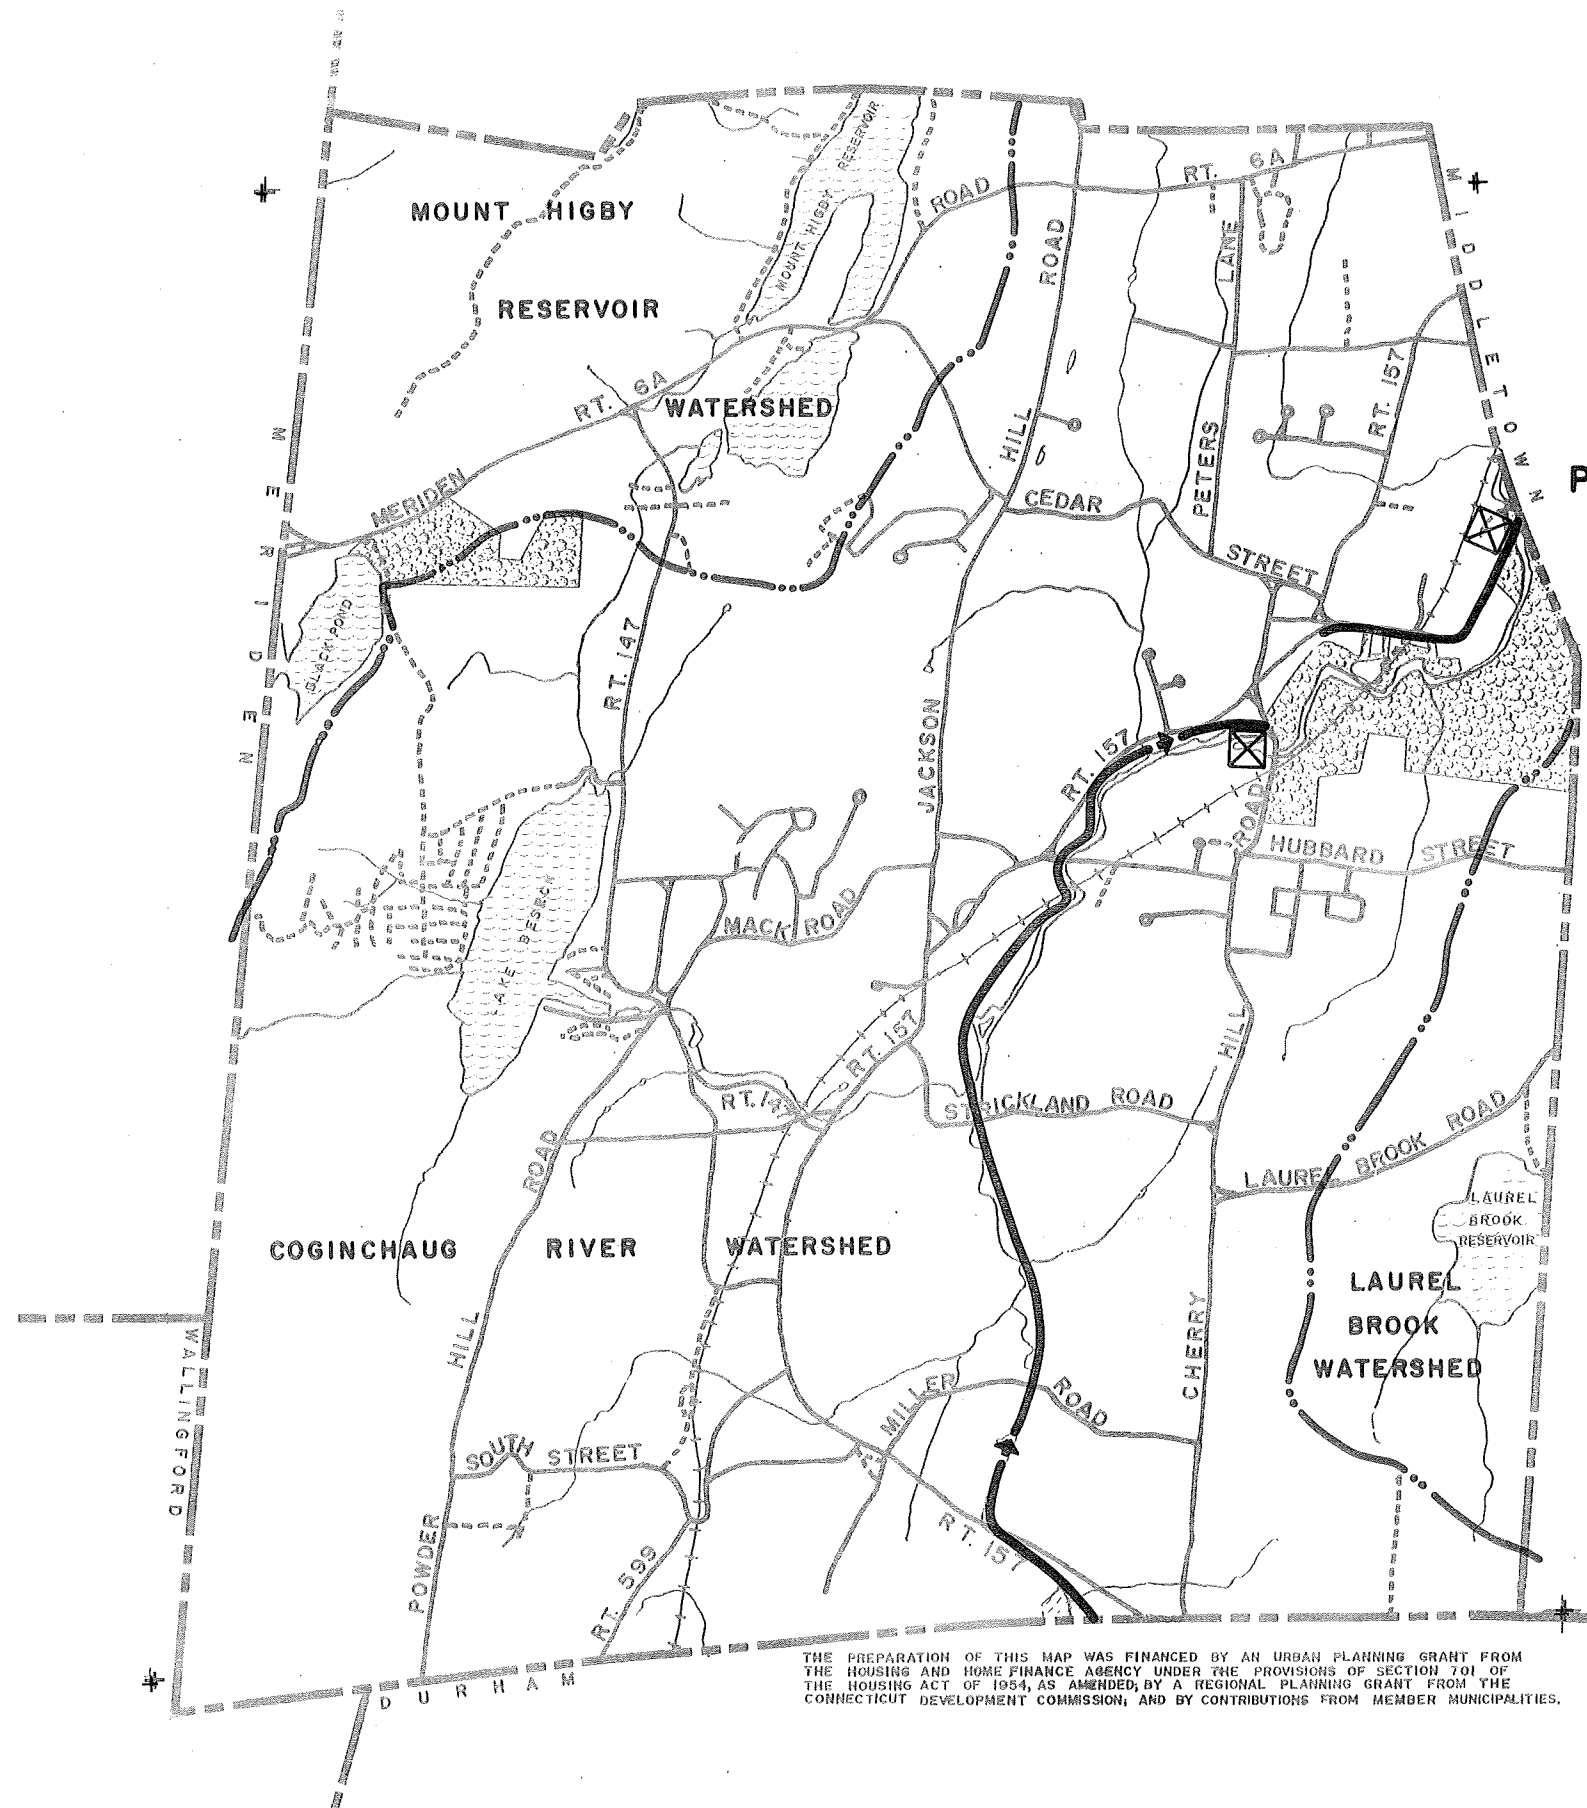 MOUNT HIGBY
RESERVOIR
WATERSHED
MOUNT HIGBY RESERVOIR
ROAD
RT. 6A
MIDDLETOWN
ROAD
HILL
LANE
PETERS
RT. 157
P
RT. 6A
MERIDEN
MERIDEN
CEDAR
STREET
BLACK POND
RT. 147
JACKSON
RT. 157
ROAD
HUBBARD STREET
MACK ROAD
LAKE BESECK
RT. 157
HILL
RT. 147
STRICKLAND ROAD
LAUREL BROOK ROAD
LAUREL
BROOK
RESERVOIR
ROAD
COGINCHAUG RIVER WATERSHED
LAUREL
BROOK
WATERSHED
HILL
CHERRY
WALLINGFORD
MILLER
ROAD
SOUTH STREET
POWDER
RT. 599
RT. 157
DURHAM
THE PREPARATION OF THIS MAP WAS FINANCED BY AN URBAN PLANNING GRANT FROM
THE HOUSING AND HOME FINANCE AGENCY UNDER THE PROVISIONS OF SECTION 701 OF
THE HOUSING ACT OF 1954, AS AMENDED; BY A REGIONAL PLANNING GRANT FROM THE
CONNECTICUT DEVELOPMENT COMMISSION; AND BY CONTRIBUTIONS FROM MEMBER MUNICIPALITIES.